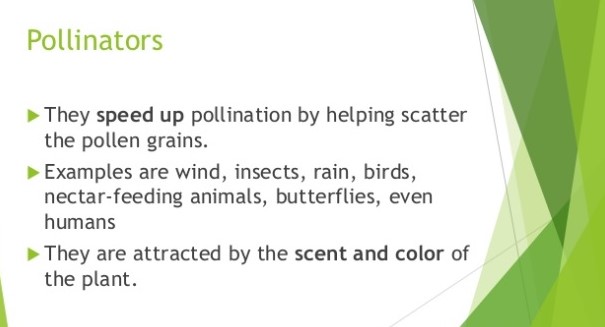 Pollinators
They speed up pollination by helping scatter
the pollen grains.
Examples are wind, insects, rain, birds,
nectar-feeding animals, butterflies, even
humans
They are attracted by the scent and color of
the plant.